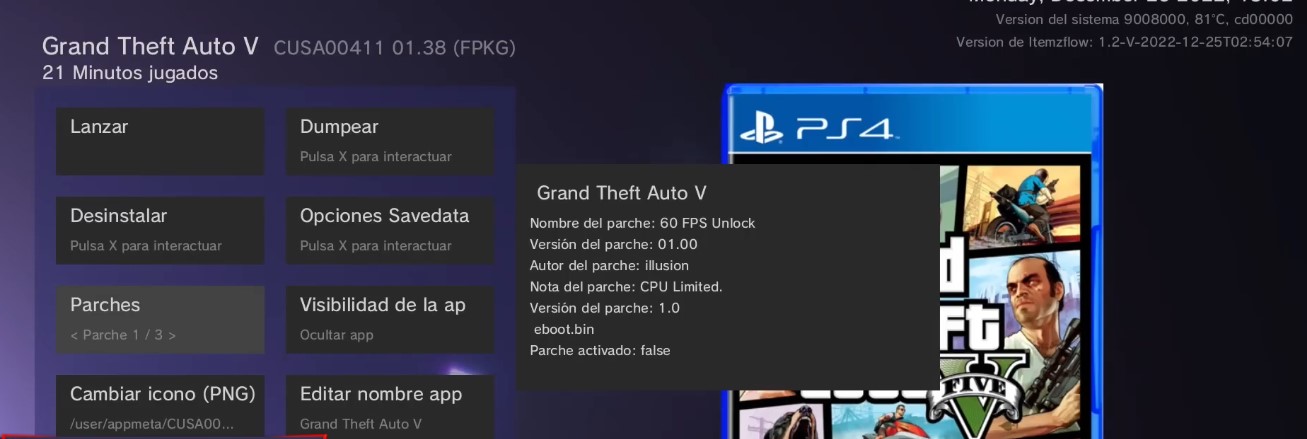 Monday, December 26 2022, 13:02
Version del sistema 9008000, 81°C, cd00000
Version de Itemzflow: 1.2-V-2022-12-25T02:54:07
Grand Theft Auto V CUSA00411 01.38 (FPKG)
21 Minutos jugados
Lanzar
Dumpear
Pulsa X para interactuar
Desinstalar
Pulsa X para interactuar
Opciones Savedata
Pulsa X para interactuar
Parches
< Parche 1 / 3 >
Visibilidad de la ap
Ocultar app
Cambiar icono (PNG)
/user/appmeta/CUSA00...
Editar nombre app
Grand Theft Auto V
Grand Theft Auto V
Nombre del parche: 60 FPS Unlock
Versión del parche: 01.00
Autor del parche: illusion
Nota del parche: CPU Limited.
Versión del parche: 1.0
eboot.bin
Parche activado: false
PS4
V
FIVE